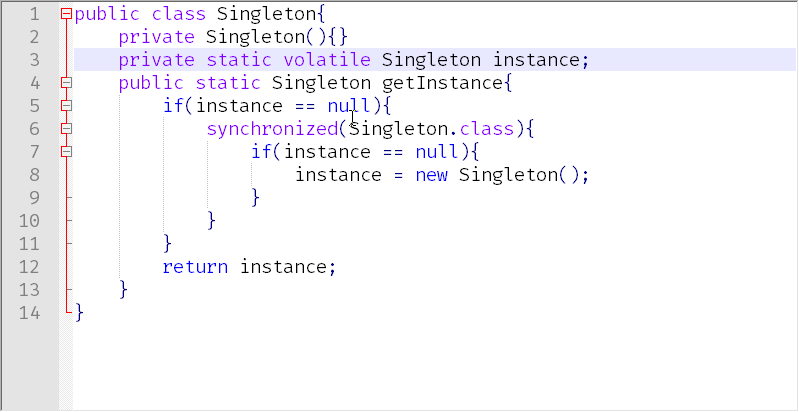 1 public class Singleton{
2 private Singleton(){}
3 private static volatile Singleton instance;
4 public static Singleton getInstance{
5 if(instance == null){
6 synchronized(Singleton.class){
7 if(instance == null){
8 instance = new Singleton();
9 }
10 }
11 }
12 return instance;
13 }
14 }